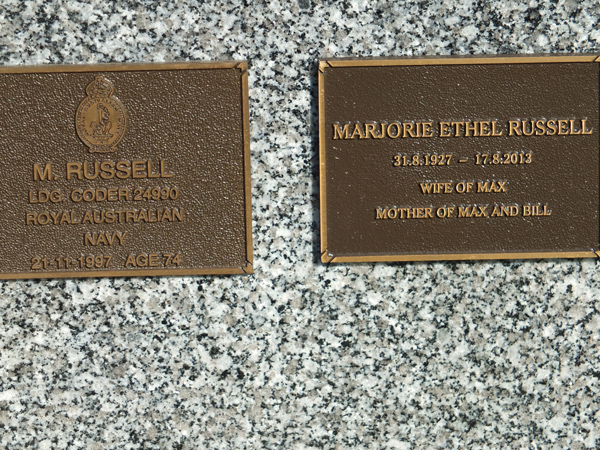 M. RUSSELL
LDG. CODER 24990
ROYAL AUSTRALIAN
NAVY
21-11-1997 AGE 74
MARJORIE ETHEL RUSSELL
31.8.1927 – 17.8.2013
WIFE OF MAX
MOTHER OF MAX AND BILL